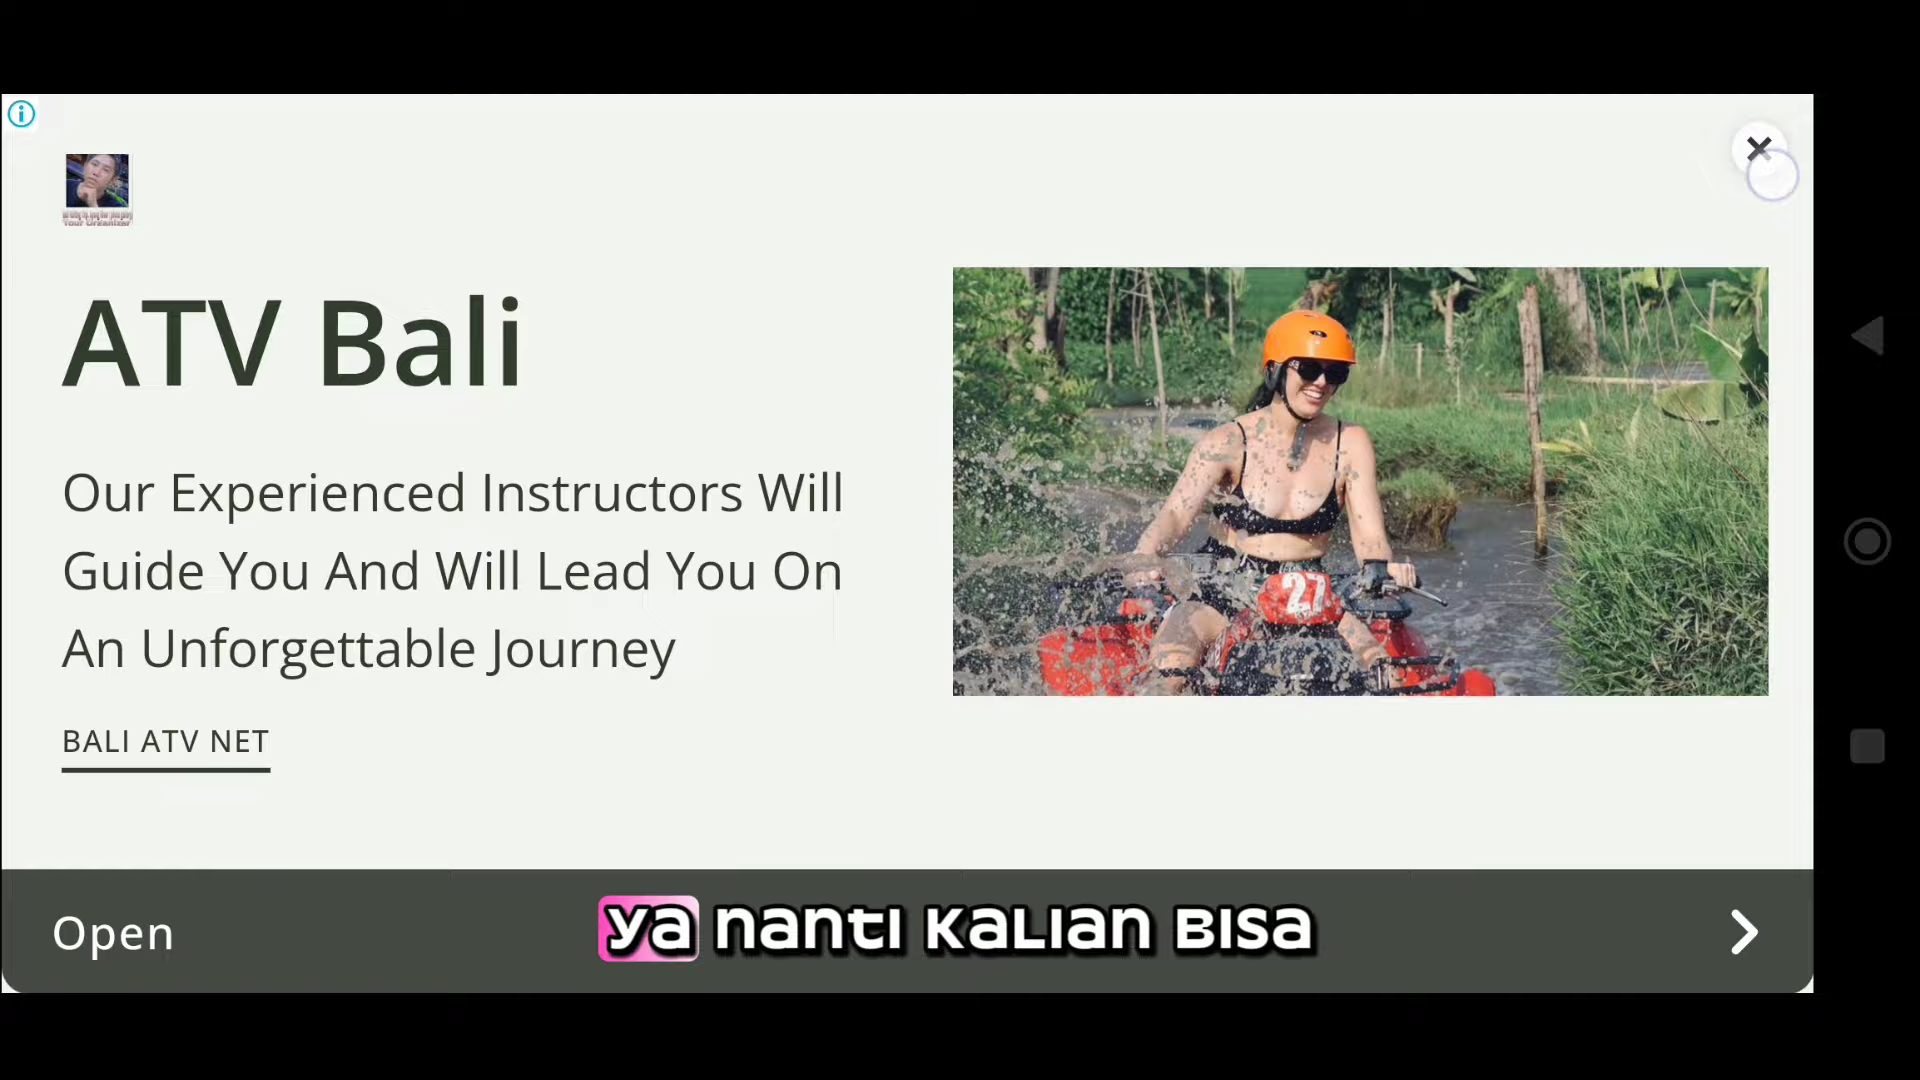 ATV Bali
Our Experienced Instructors Will
Guide You And Will Lead You On
An Unforgettable Journey
BALI ATV NET
27
Open
Ya nanti kalian bisa